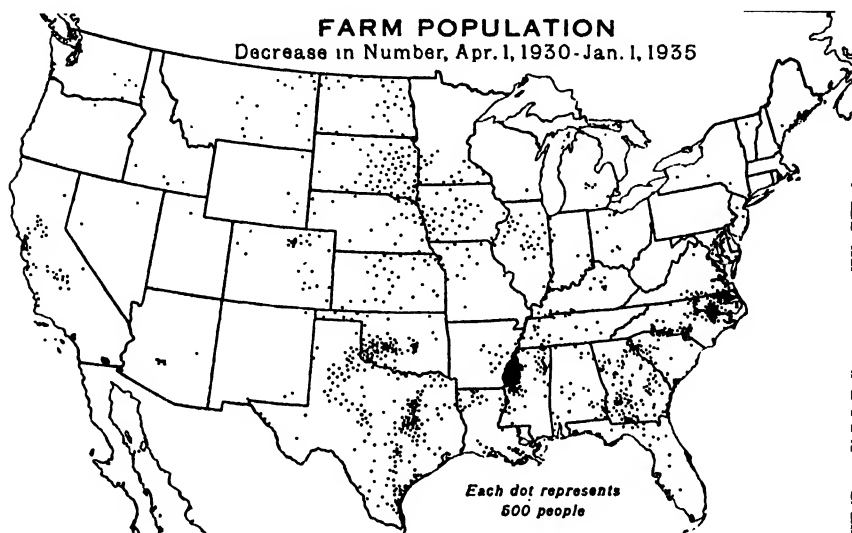 FARM POPULATION
Decrease in Number, Apr. 1, 1930-Jan. 1, 1935
Each dot represents
500 people